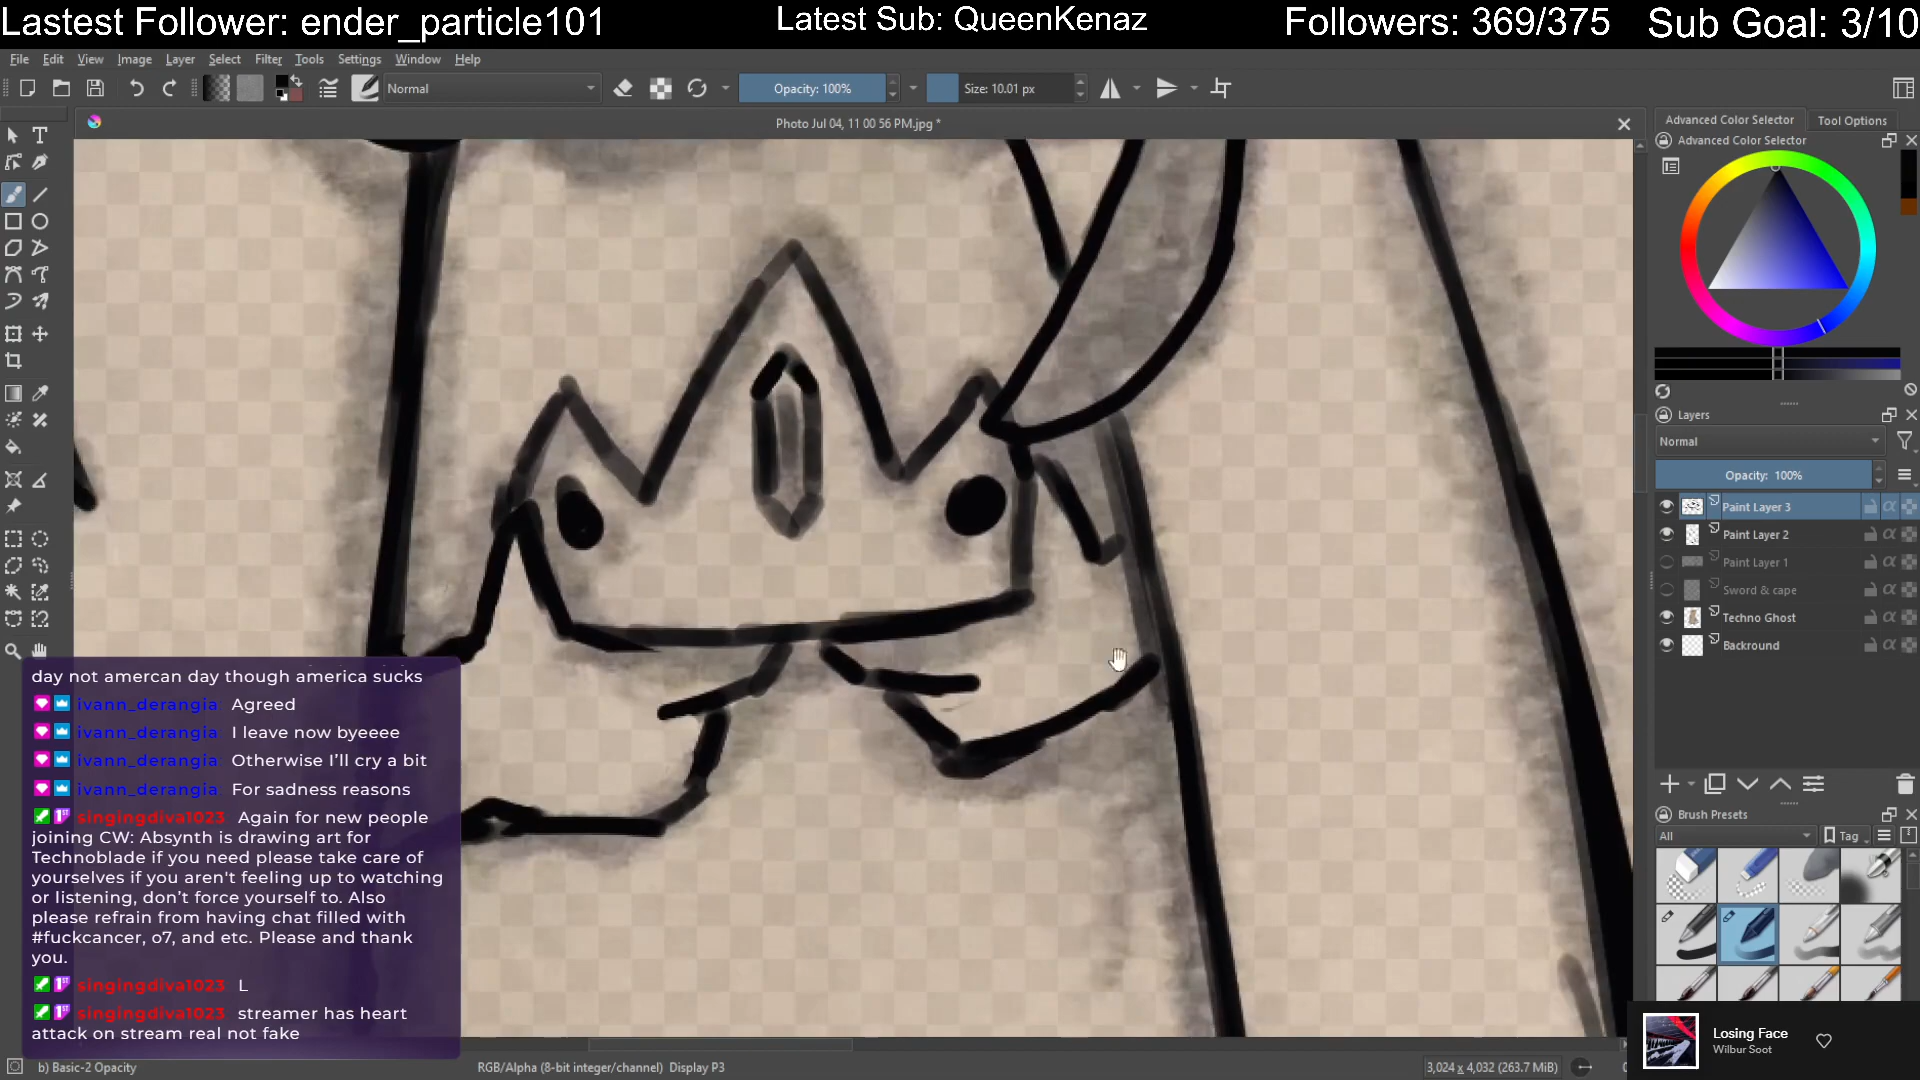 Lastest Follower: ender_particle101
Latest Sub: QueenKenaz
Followers: 369/375
Sub Goal: 3/10
File Edit View Image Layer Select Filter Tools Settings Window Help
Normal
Opacity: 100%
Size: 10.01 px
Photo Jul 04, 11 00 56 PM.jpg *
Advanced Color Selector
Tool Options
Advanced Color Selector
Layers
Normal
Opacity: 100%
Paint Layer 3
Paint Layer 2
Paint Layer 1
Sword & cape
Techno Ghost
Backround
Brush Presets
All
Tag
day not amercan day though america sucks
ivann_derangia: Agreed
ivann_derangia: I leave now byeeee
ivann_derangia: Otherwise I'll cry a bit
ivann_derangia: For sadness reasons
singingdiva1023 Again for new people
joining CW: Absynth is drawing art for
Technoblade if you need please take care of
yourselves if you aren't feeling up to watching
or listening, don't force yourself to. Also
please refrain from having chat filled with
#fuckcancer, o7, and etc. Please and thank
you.
singingdiva1023 L
singingdiva1023 streamer has heart
attack on stream real not fake
Losing Face
Wilbur Soot
b) Basic-2 Opacity
RGB/Alpha (8-bit integer/channel) Display P3
3,024 x 4,032 (263.7 MiB)